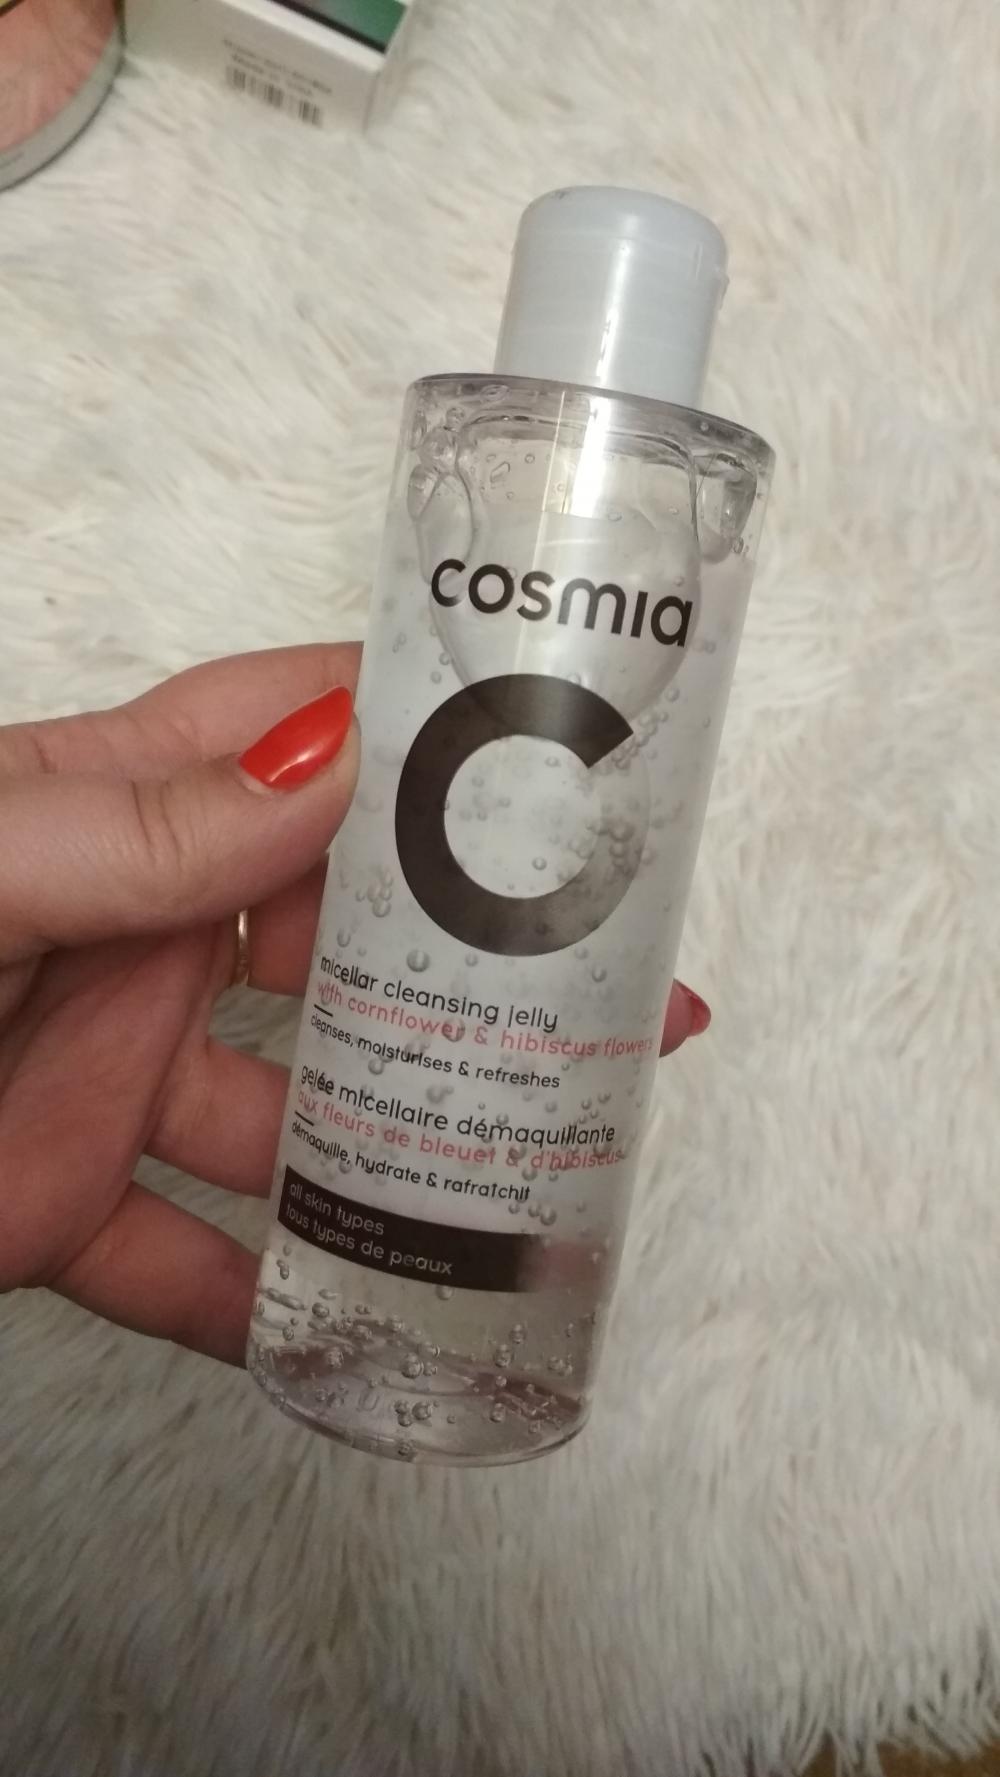 cosmia
C
micellar cleansing jelly
with cornflower & hibiscus flowers
cleanses, moisturises & refreshes
gelée micellaire démaquillante
aux fleurs de bleuet & d'hibiscus
démaquille, hydrate & rafraîchit
all skin types
tous types de peaux